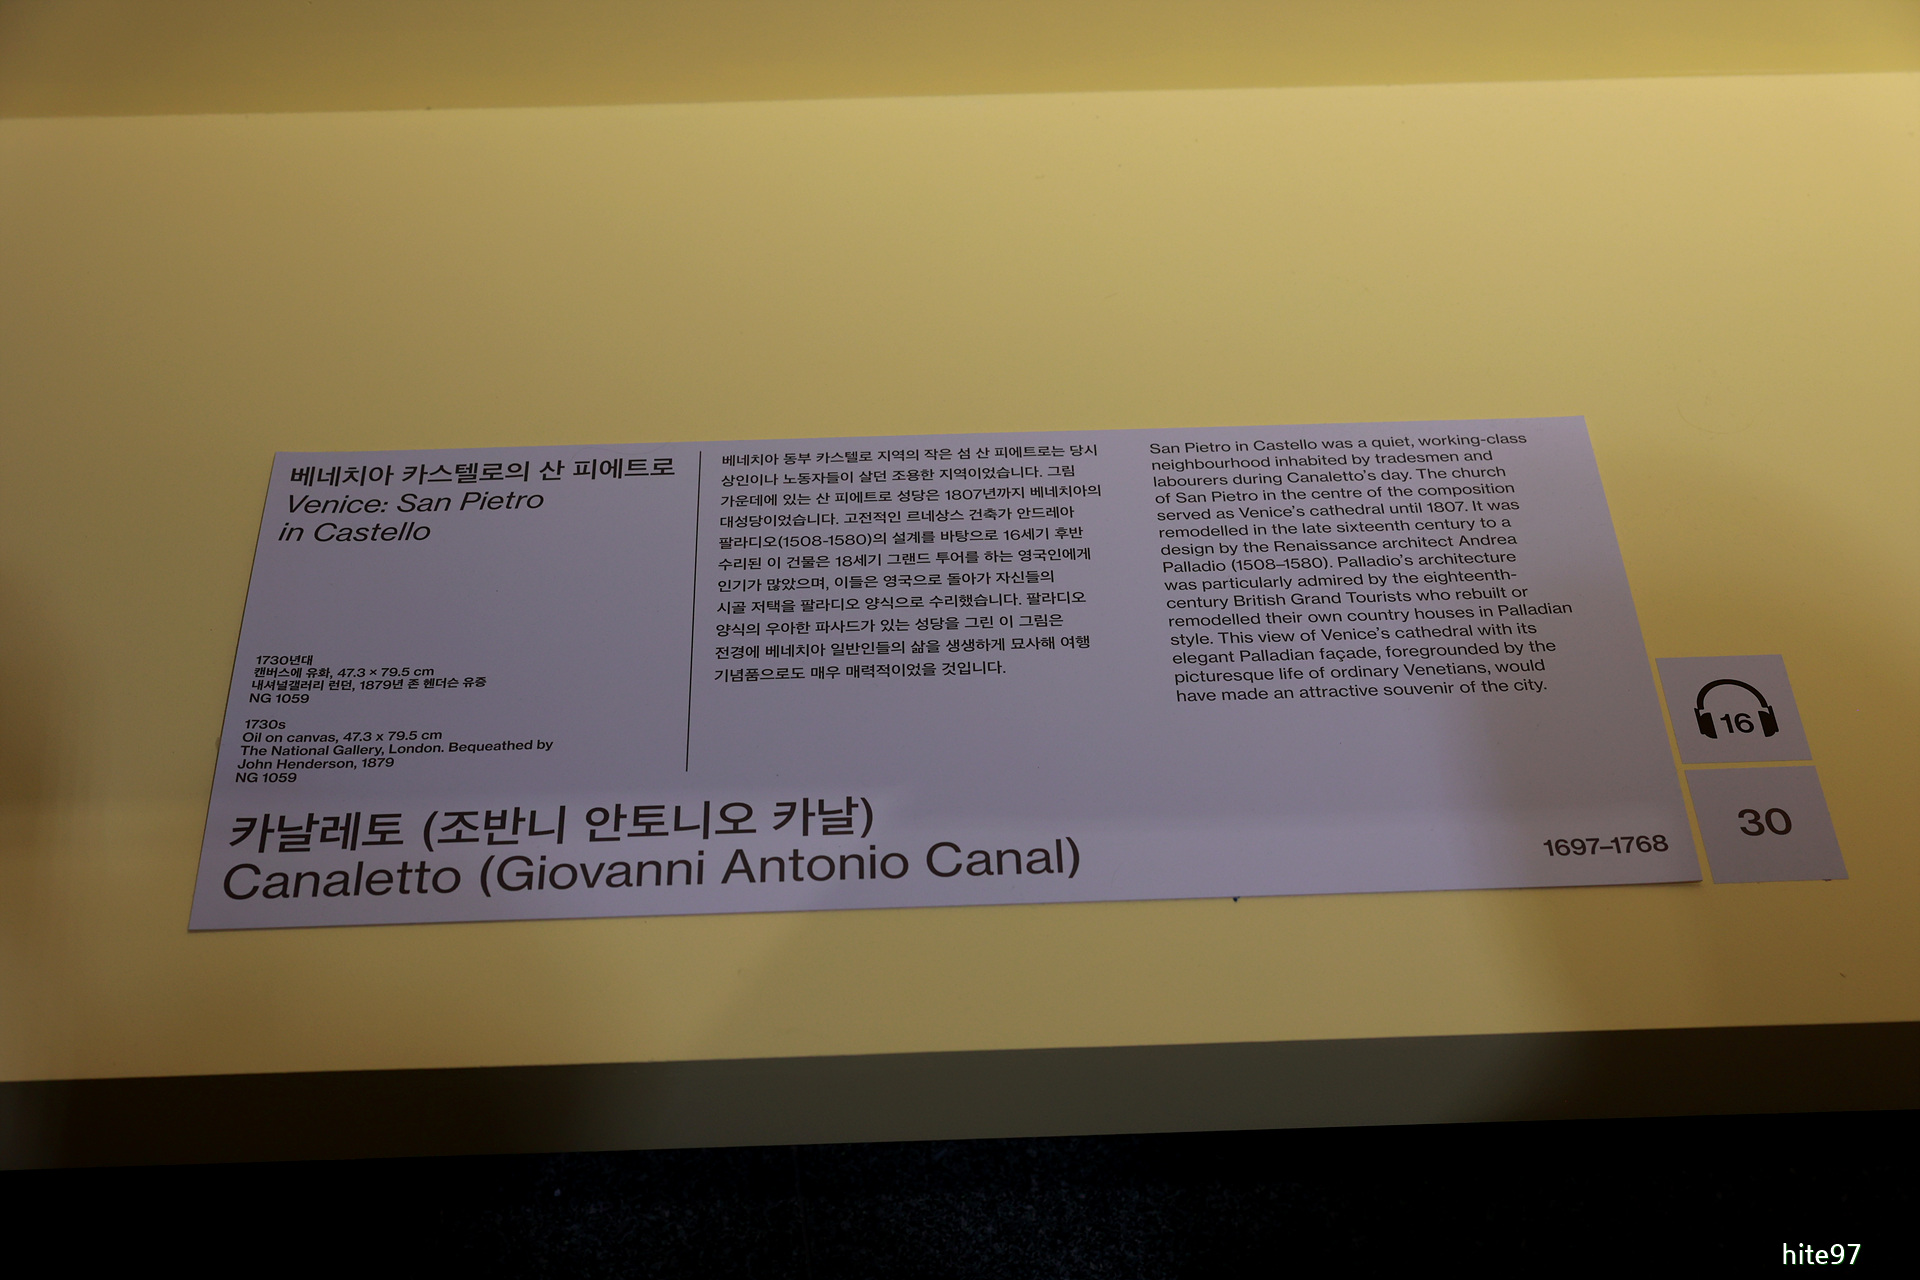 베네치아 카스텔로의 산 피에트로
Venice: San Pietro
in Castello
1730년대
캔버스에 유화, 47.3 × 79.5 cm
내셔널갤러리 런던, 1879년 존 헨더슨 유증
NG 1059
1730s
Oil on canvas, 47.3 x 79.5 cm
The National Gallery, London. Bequeathed by
John Henderson, 1879
NG 1059
베네치아 동부 카스텔로 지역의 작은 섬 산 피에트로는 당시
상인이나 노동자들이 살던 조용한 지역이었습니다. 그림
가운데에 있는 산 피에트로 성당은 1807년까지 베네치아의
대성당이었습니다. 고전적인 르네상스 건축가 안드레아
팔라디오(1508-1580)의 설계를 바탕으로 16세기 후반
수리된 이 건물은 18세기 그랜드 투어를 하는 영국인에게
인기가 많았으며, 이들은 영국으로 돌아가 자신들의
시골 저택을 팔라디오 양식으로 수리했습니다. 팔라디오
양식의 우아한 파사드가 있는 성당을 그린 이 그림은
전경에 베네치아 일반인들의 삶을 생생하게 묘사해 여행
기념품으로도 매우 매력적이었을 것입니다.
San Pietro in Castello was a quiet, working-class
neighbourhood inhabited by tradesmen and
labourers during Canaletto's day. The church
of San Pietro in the centre of the composition
served as Venice's cathedral until 1807. It was
remodelled in the late sixteenth century to a
design by the Renaissance architect Andrea
Palladio (1508–1580). Palladio's architecture
was particularly admired by the eighteenth-
century British Grand Tourists who rebuilt or
remodelled their own country houses in Palladian
style. This view of Venice's cathedral with its
elegant Palladian façade, foregrounded by the
picturesque life of ordinary Venetians, would
have made an attractive souvenir of the city.
카날레토 (조반니 안토니오 카날)
Canaletto (Giovanni Antonio Canal)
1697–1768
16
30
hite97